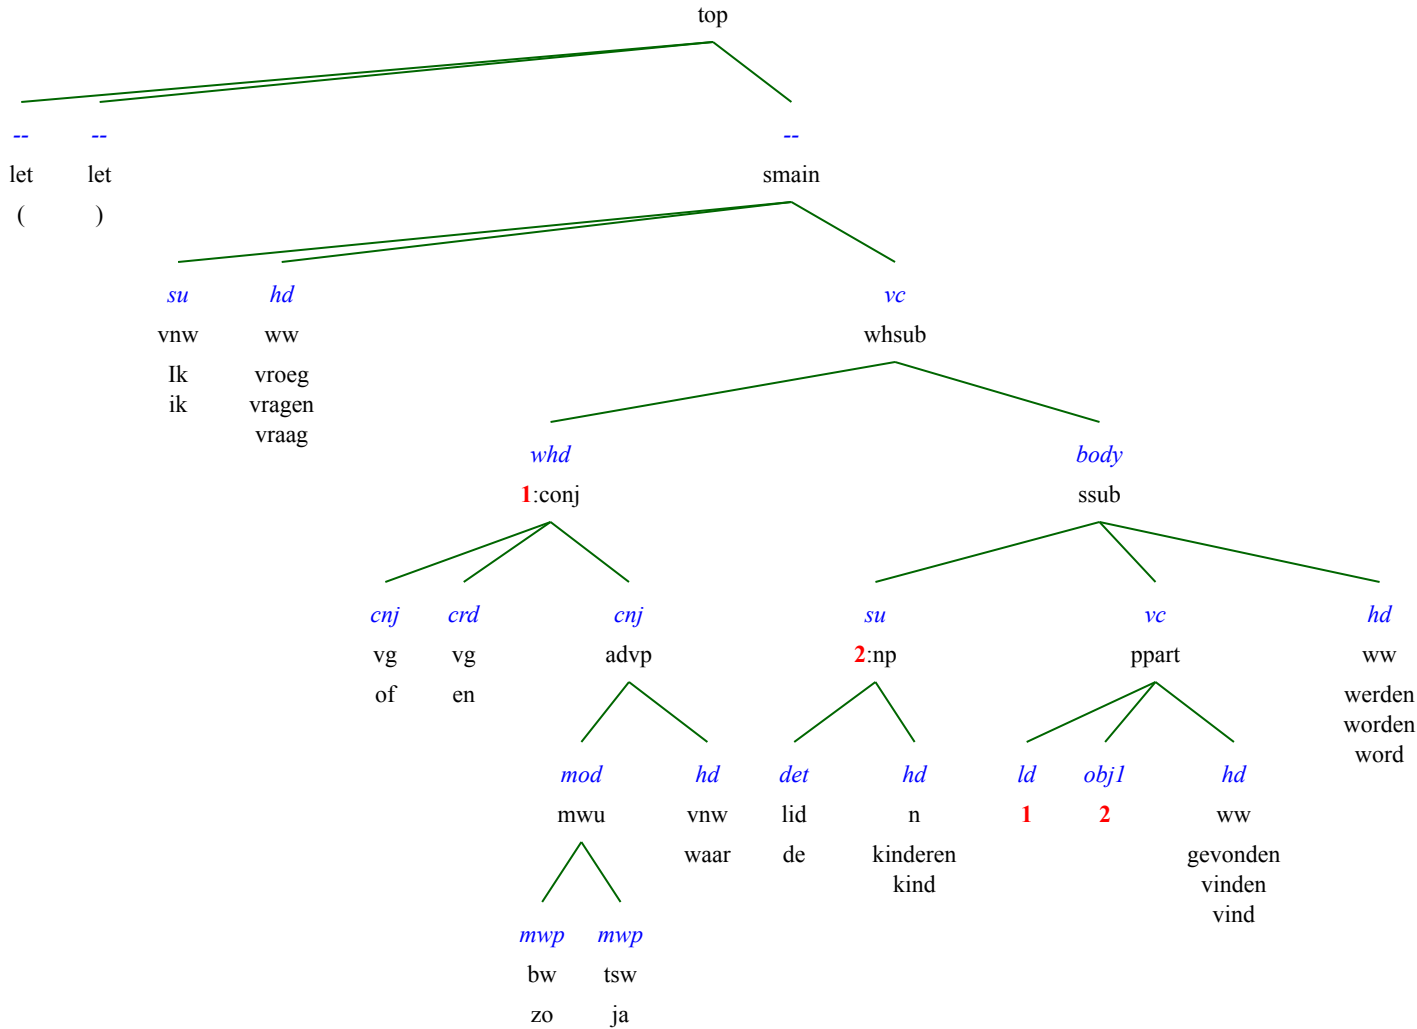 top
-- -- --
let let smain
( )
su hd vc
vnw ww whsub
Ik vroeg
ik vragen
vraag
whd body
1:conj ssub
cnj crd cnj su vc hd
vg vg advp 2:np ppart ww
of en werden
worden
word
mod hd det hd ld obj1 hd
mwu vnw lid n 1 2 ww
waar de kinderen gevonden
kind vinden
vind
mwp mwp
bw tsw
zo ja